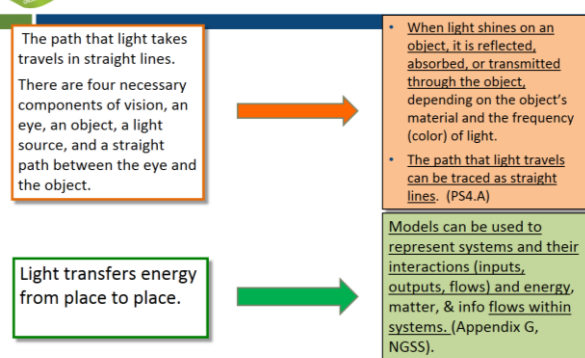 The path that light takes
travels in straight lines.
There are four necessary
components of vision, an
eye, an object, a light
source, and a straight
path between the eye and
the object.
• When light shines on an
object, it is reflected,
absorbed, or transmitted
through the object,
depending on the object's
material and the frequency
(color) of light.
• The path that light travels
can be traced as straight
lines. (PS4.A)
Light transfers energy
from place to place.
Models can be used to
represent systems and their
interactions (inputs,
outputs, flows) and energy,
matter, & info flows within
systems. (Appendix G,
NGSS).